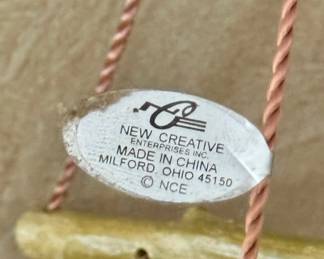 NEW CREATIVE
ENTERPRISES INC.
MADE IN CHINA
MILFORD, OHIO 45150
© NCE